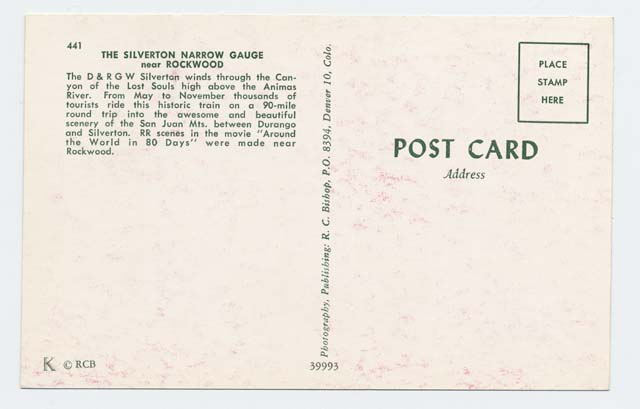 441
THE SILVERTON NARROW GAUGE
near ROCKWOOD
The D & R G W Silverton winds through the Can-
yon of the Lost Souls high above the Animas
River. From May to November thousands of
tourists ride this historic train on a 90-mile
round trip into the awesome and beautiful
scenery of the San Juan Mts. between Durango
and Silverton. RR scenes in the movie "Around
the World in 80 Days" were made near
Rockwood.
K © RCB
Photography, Publishing: R. C. Bishop, P.O. 8394, Denver 10, Colo.
39993
PLACE
STAMP
HERE
POST CARD
Address